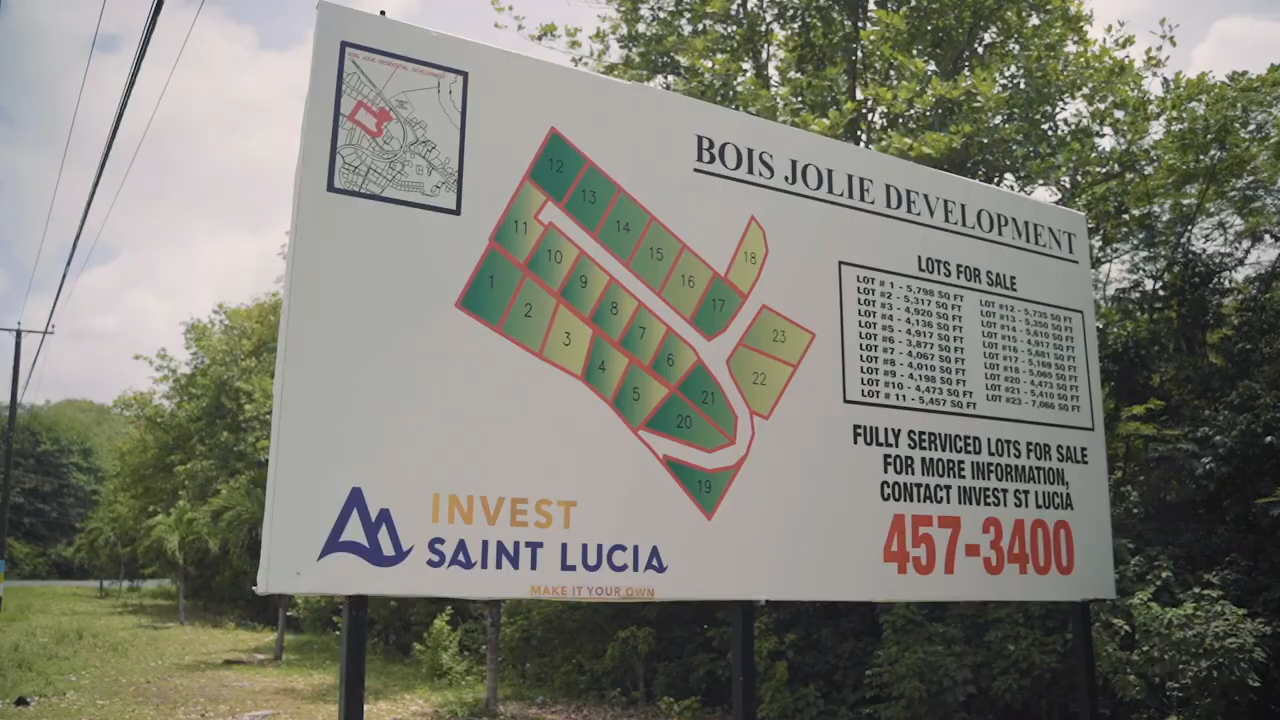 BOIS JOLIE RESIDENTIAL DEVELOPMENT
BOIS JOLIE DEVELOPMENT
12
13
14
15
16
17
18
11
10
9
8
7
6
1
2
3
4
5
21
20
19
23
22
LOTS FOR SALE
LOT # 1 - 5,798 SQ FT
LOT #2 - 5,317 SQ FT
LOT #3 - 4,920 SQ FT
LOT #4 - 4,136 SQ FT
LOT #5 - 4,917 SQ FT
LOT #6 - 3,877 SQ FT
LOT #7 - 4,067 SQ FT
LOT #8 - 4,010 SQ FT
LOT #9 - 4,198 SQ FT
LOT #10 - 4,473 SQ FT
LOT # 11 - 5,457 SQ FT
LOT #12 - 5,735 SQ FT
LOT #13 - 5,350 SQ FT
LOT #14 - 5,610 SQ FT
LOT #15 - 4,917 SQ FT
LOT #16 - 5,681 SQ FT
LOT #17 - 5,169 SQ FT
LOT #18 - 5,065 SQ FT
LOT #20 - 4,473 SQ FT
LOT #21 - 5,410 SQ FT
LOT #23 - 7,066 SQ FT
FULLY SERVICED LOTS FOR SALE
FOR MORE INFORMATION,
CONTACT INVEST ST LUCIA
457-3400
INVEST
SAINT LUCIA
MAKE IT YOUR OWN